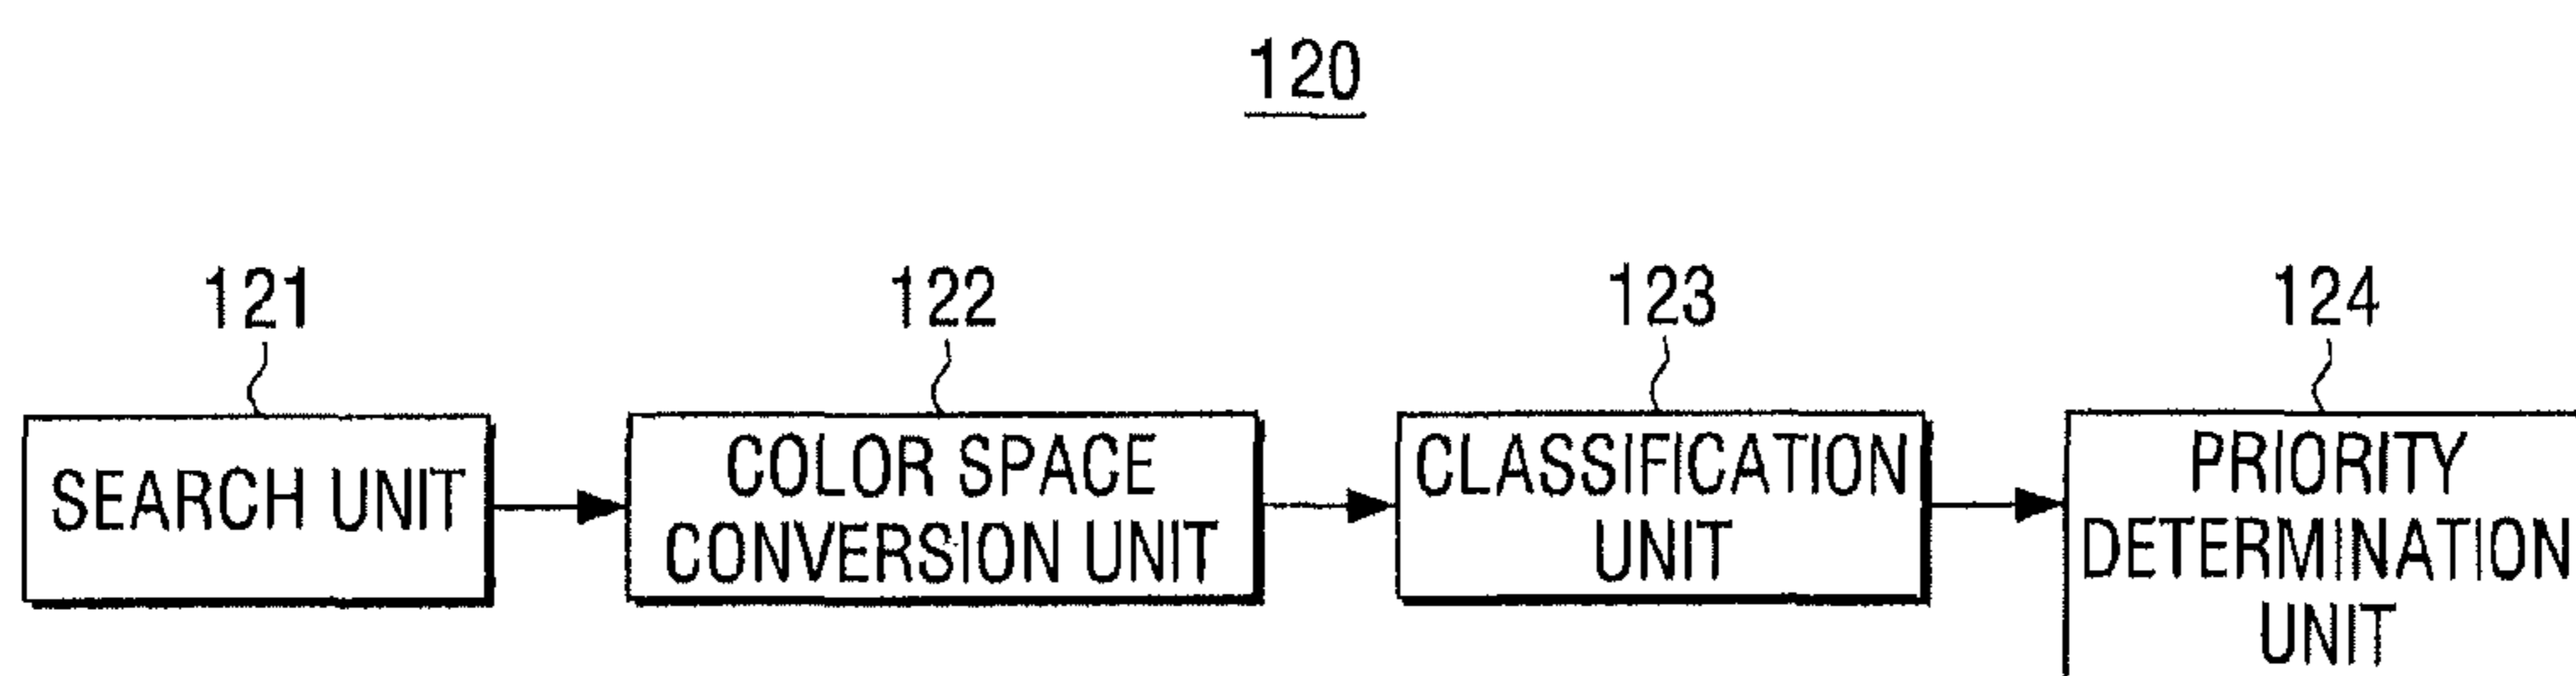 120
121
122
123
124
SEARCH UNIT
COLOR SPACE
CONVERSION UNIT
CLASSIFICATION
UNIT
PRIORITY
DETERMINATION
UNIT